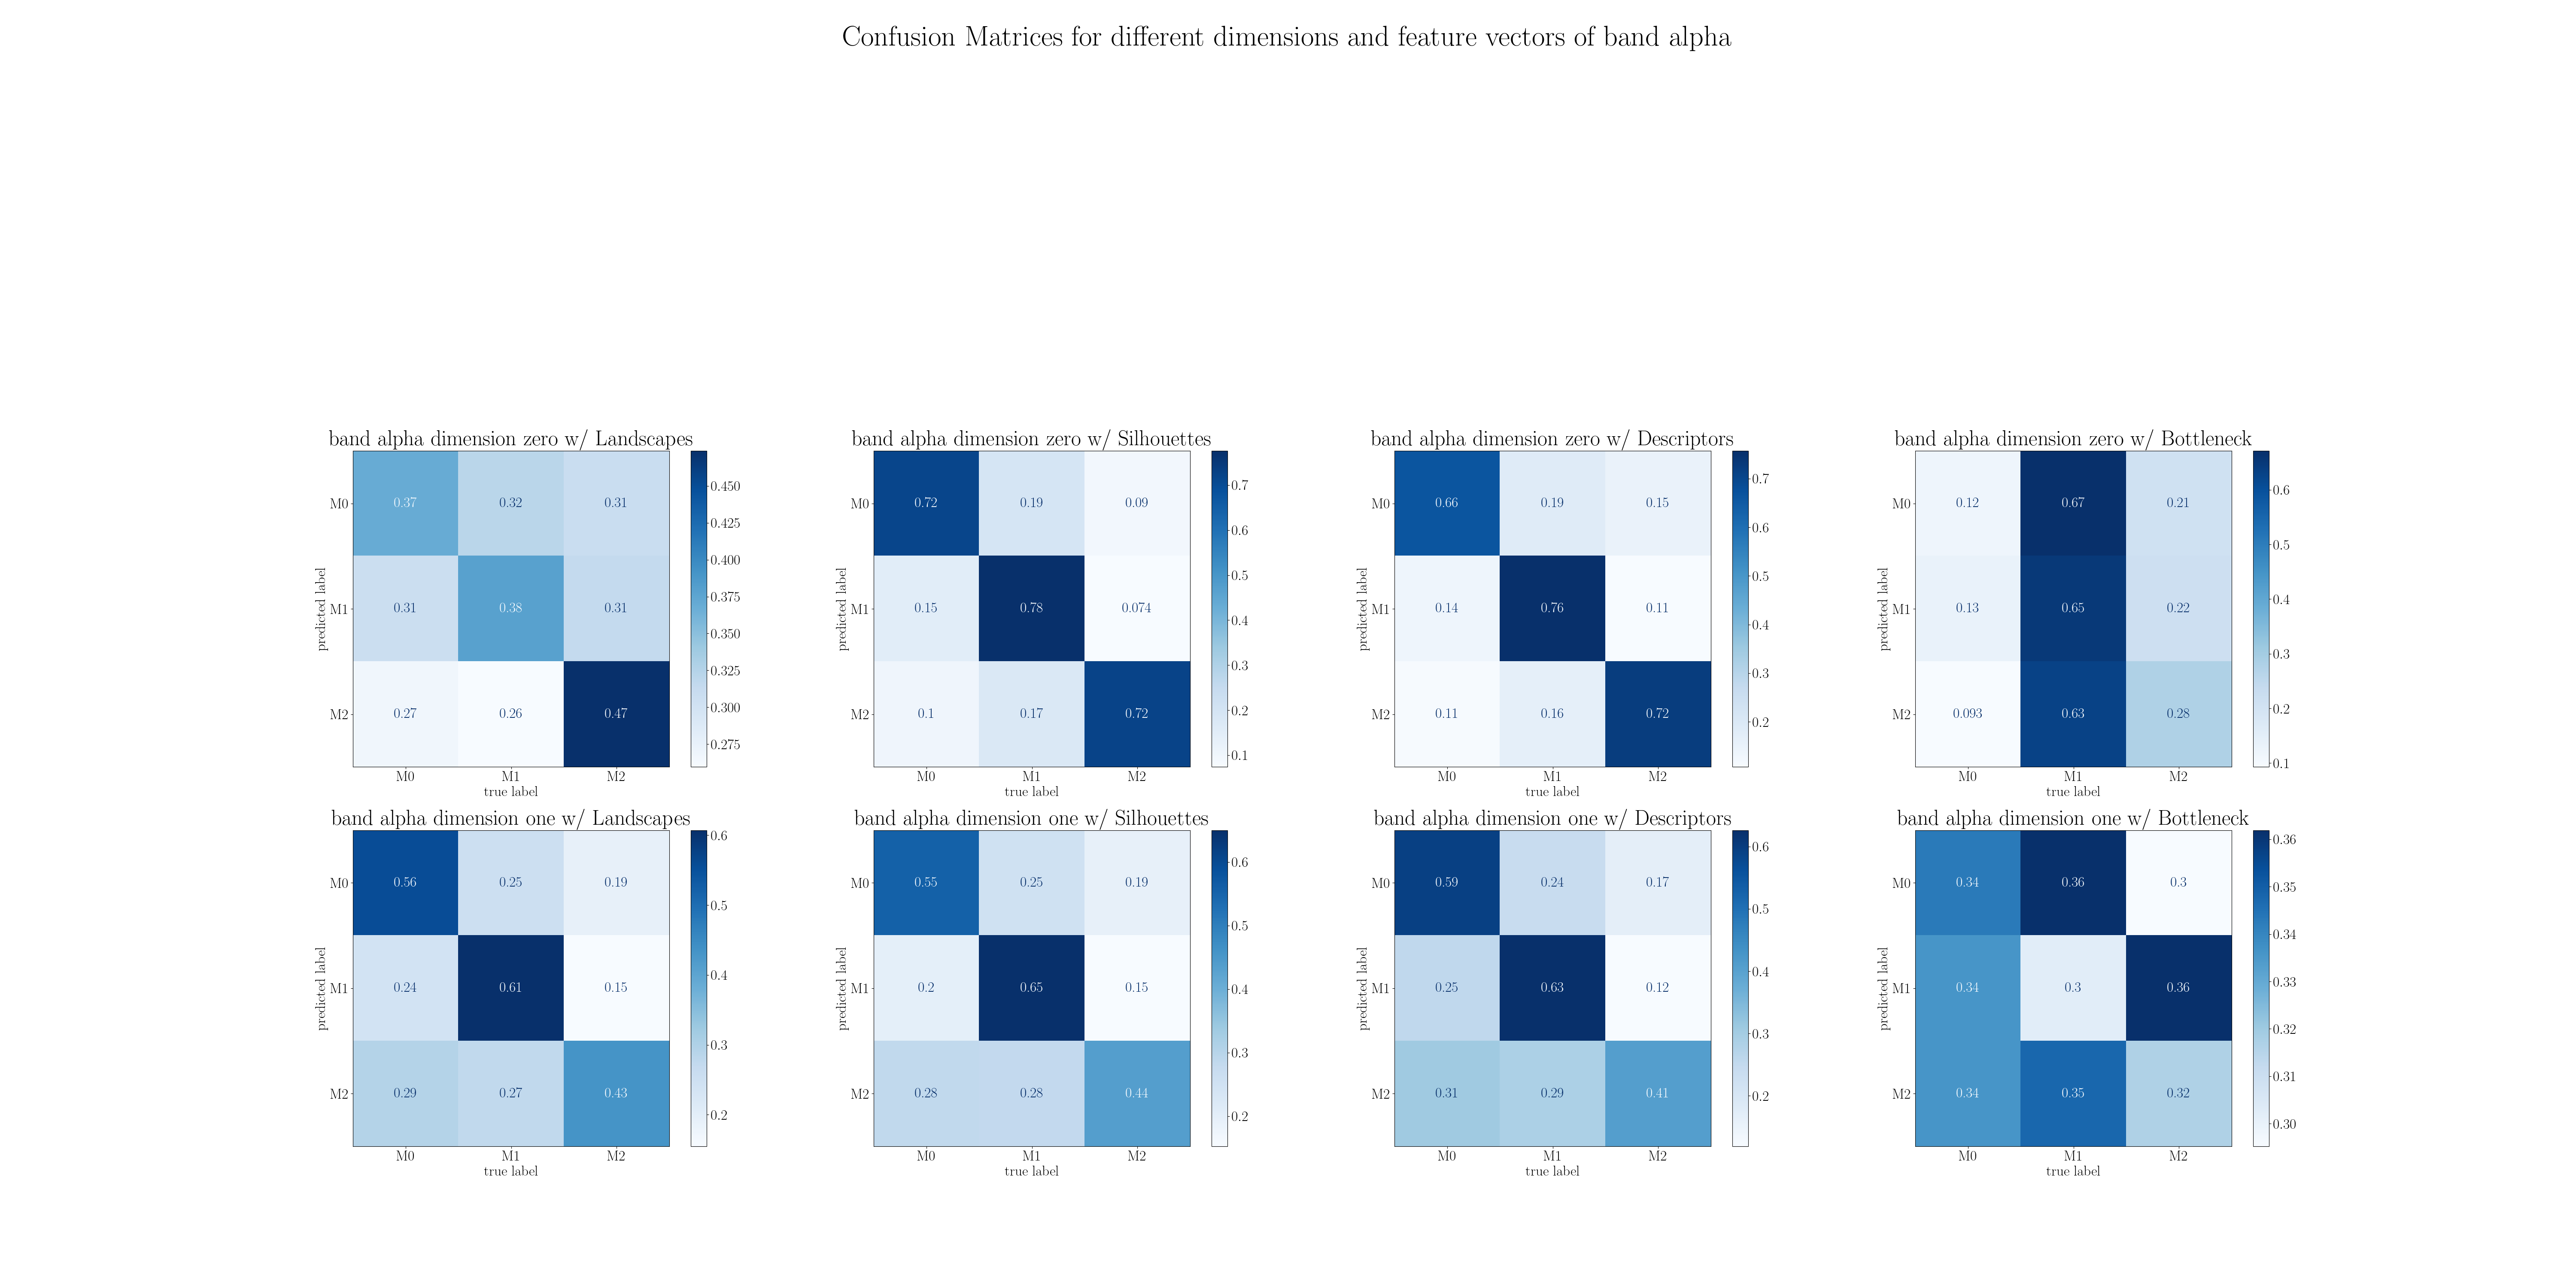 Confusion Matrices for different dimensions and feature vectors of band alpha
band alpha dimension zero w/ Landscapes
M0 0.37 0.32 0.31
M1 0.31 0.38 0.31
M2 0.27 0.26 0.47
M0 M1 M2
true label
predicted label
0.450
0.425
0.400
0.375
0.350
0.325
0.300
0.275
band alpha dimension zero w/ Silhouettes
M0 0.72 0.19 0.09
M1 0.15 0.78 0.074
M2 0.1 0.17 0.72
M0 M1 M2
true label
predicted label
0.7
0.6
0.5
0.4
0.3
0.2
0.1
band alpha dimension zero w/ Descriptors
M0 0.66 0.19 0.15
M1 0.14 0.76 0.11
M2 0.11 0.16 0.72
M0 M1 M2
true label
predicted label
0.7
0.6
0.5
0.4
0.3
0.2
band alpha dimension zero w/ Bottleneck
M0 0.12 0.67 0.21
M1 0.13 0.65 0.22
M2 0.093 0.63 0.28
M0 M1 M2
true label
predicted label
0.6
0.5
0.4
0.3
0.2
0.1
band alpha dimension one w/ Landscapes
M0 0.56 0.25 0.19
M1 0.24 0.61 0.15
M2 0.29 0.27 0.43
M0 M1 M2
true label
predicted label
0.6
0.5
0.4
0.3
0.2
band alpha dimension one w/ Silhouettes
M0 0.55 0.25 0.19
M1 0.2 0.65 0.15
M2 0.28 0.28 0.44
M0 M1 M2
true label
predicted label
0.6
0.5
0.4
0.3
0.2
band alpha dimension one w/ Descriptors
M0 0.59 0.24 0.17
M1 0.25 0.63 0.12
M2 0.31 0.29 0.41
M0 M1 M2
true label
predicted label
0.6
0.5
0.4
0.3
0.2
band alpha dimension one w/ Bottleneck
M0 0.34 0.36 0.3
M1 0.34 0.3 0.36
M2 0.34 0.35 0.32
M0 M1 M2
true label
predicted label
0.36
0.35
0.34
0.33
0.32
0.31
0.30